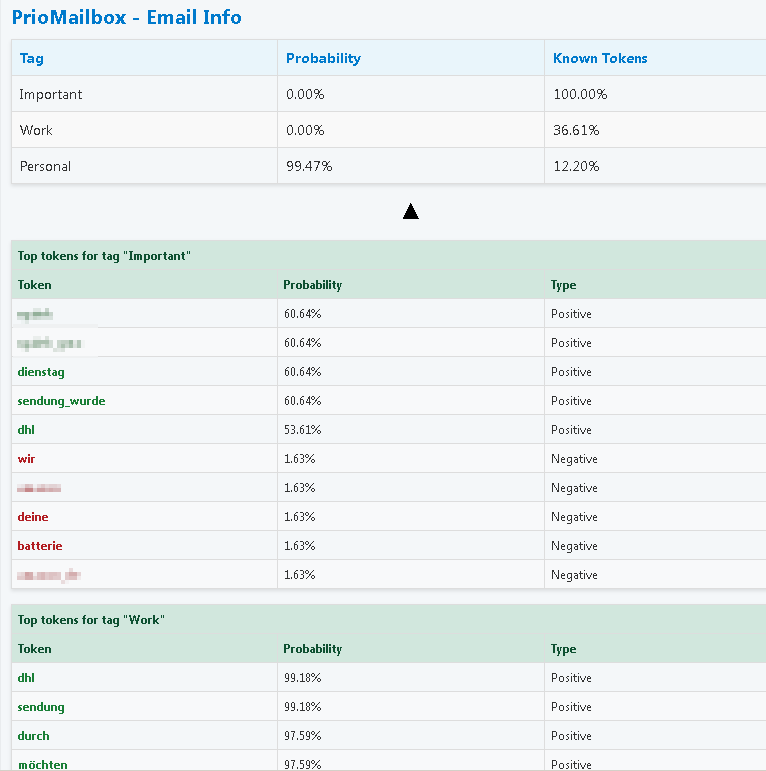 PrioMailbox - Email Info
Tag Probability Known Tokens
Important 0.00% 100.00%
Work 0.00% 36.61%
Personal 99.47% 12.20%
▲
Top tokens for tag "Important"
Token Probability Type
60.64% Positive
60.64% Positive
dienstag 60.64% Positive
sendung_wurde 60.64% Positive
dhl 53.61% Positive
wir 1.63% Negative
1.63% Negative
deine 1.63% Negative
batterie 1.63% Negative
1.63% Negative
Top tokens for tag "Work"
Token Probability Type
dhl 99.18% Positive
sendung 99.18% Positive
durch 97.59% Positive
möchten 97.59% Positive